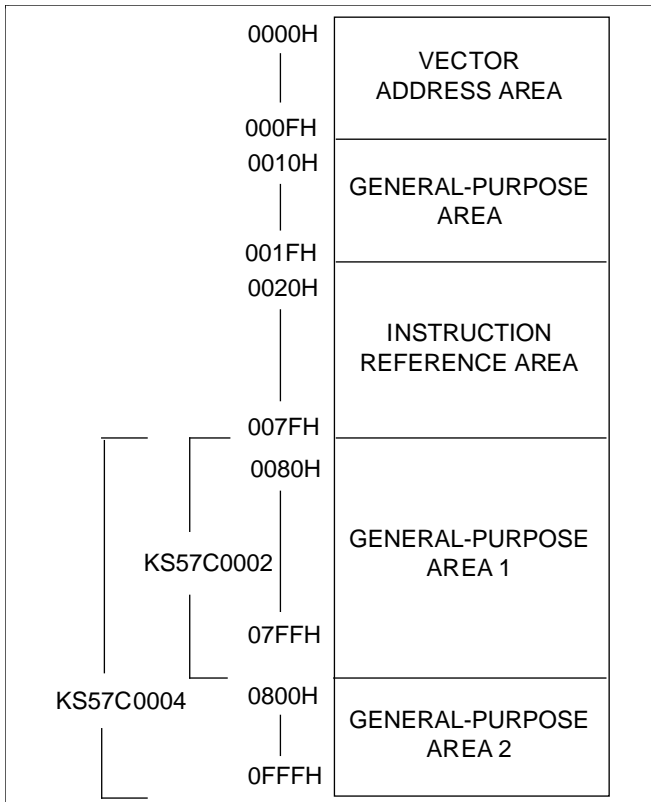 0000H
VECTOR
ADDRESS AREA
000FH
0010H
GENERAL-PURPOSE
AREA
001FH
0020H
INSTRUCTION
REFERENCE AREA
007FH
0080H
KS57C0002
GENERAL-PURPOSE
AREA 1
07FFH
KS57C0004
0800H
GENERAL-PURPOSE
AREA 2
0FFFH